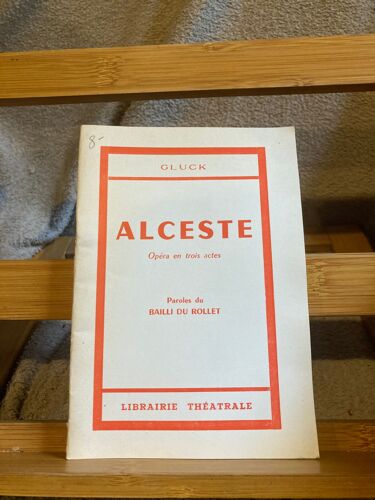 8-
GLUCK
ALCESTE
Opéra en trois actes
Paroles du
BAILLI DU ROLLET
LIBRAIRIE THÉATRALE